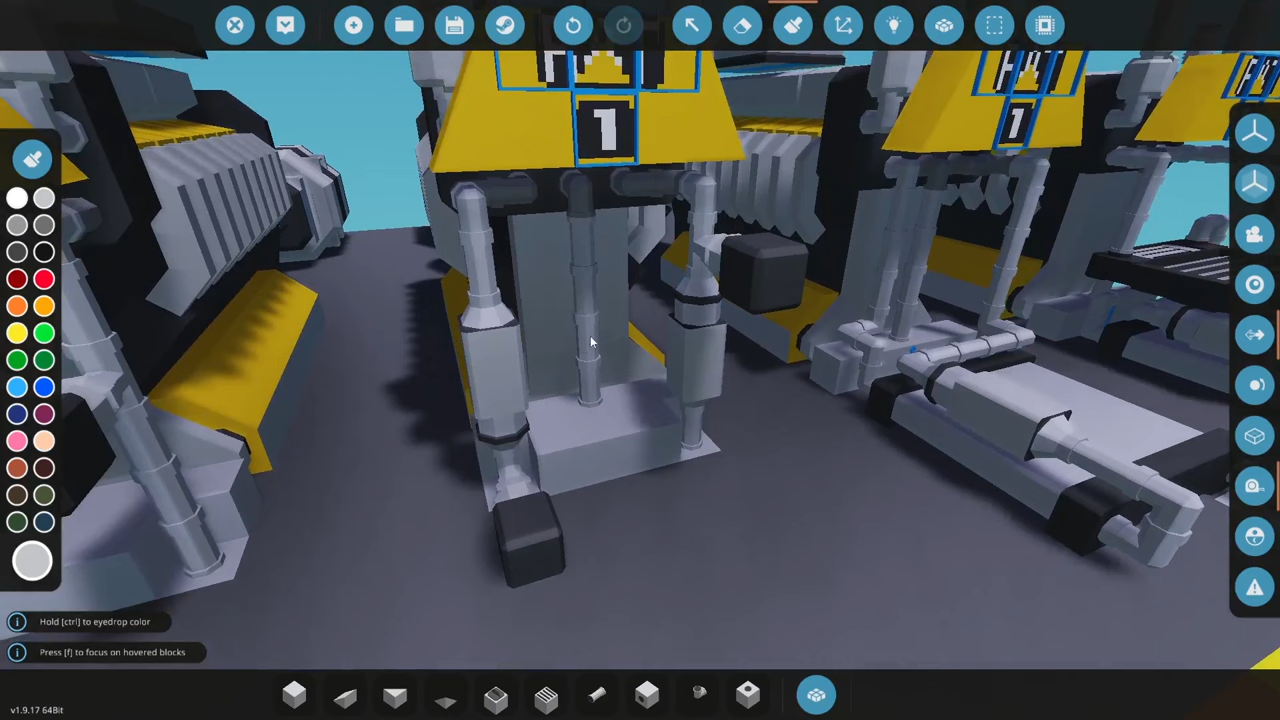 1
1
Hold [ctrl] to eyedrop color
Press [f] to focus on hovered blocks
v1.9.17 64Bit